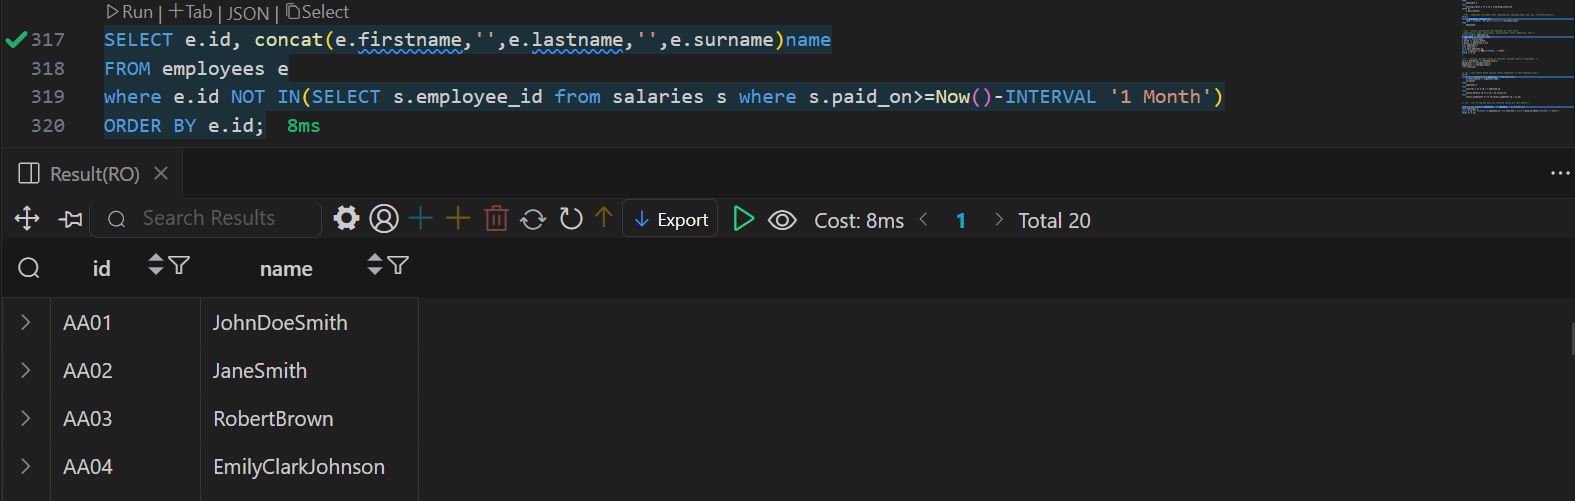 Run | +Tab | JSON | Select
317 SELECT e.id, concat(e.firstname,'',e.lastname,'',e.surname)name
318 FROM employees e
319 where e.id NOT IN(SELECT s.employee_id from salaries s where s.paid_on>=Now()-INTERVAL '1 Month')
320 ORDER BY e.id; 8ms
Result(RO)
Search Results Export Cost: 8ms < 1 > Total 20
id name
AA01 JohnDoeSmith
AA02 JaneSmith
AA03 RobertBrown
AA04 EmilyClarkJohnson